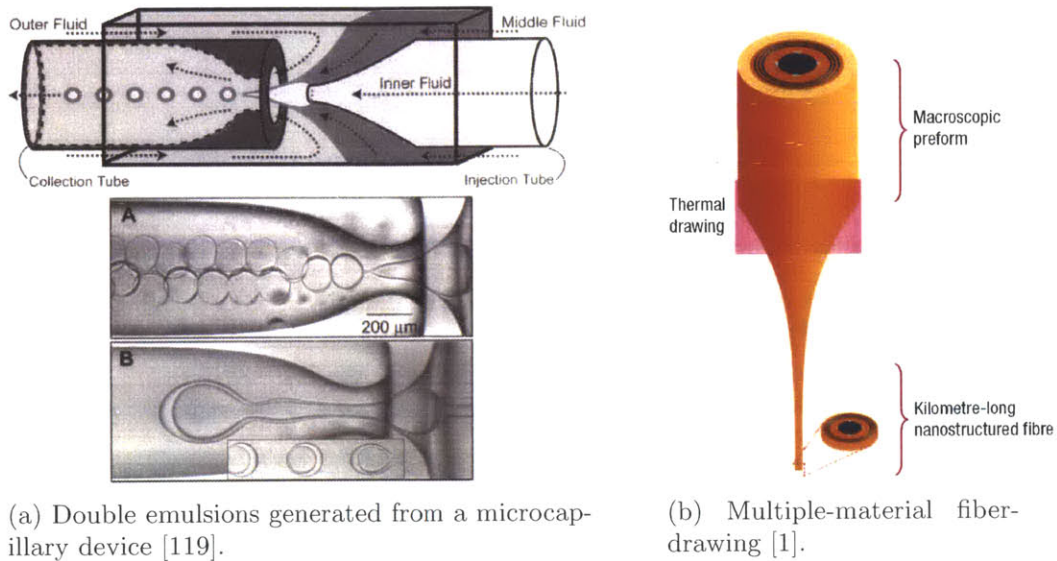 Outer Fluid
Middle Fluid
Inner Fluid
Collection Tube
Injection Tube
A
200 µm
B
(a) Double emulsions generated from a microcap-
illary device [119].
Macroscopic
preform
Thermal
drawing
Kilometre-long
nanostructured fibre
(b) Multiple-material fiber-
drawing [1].